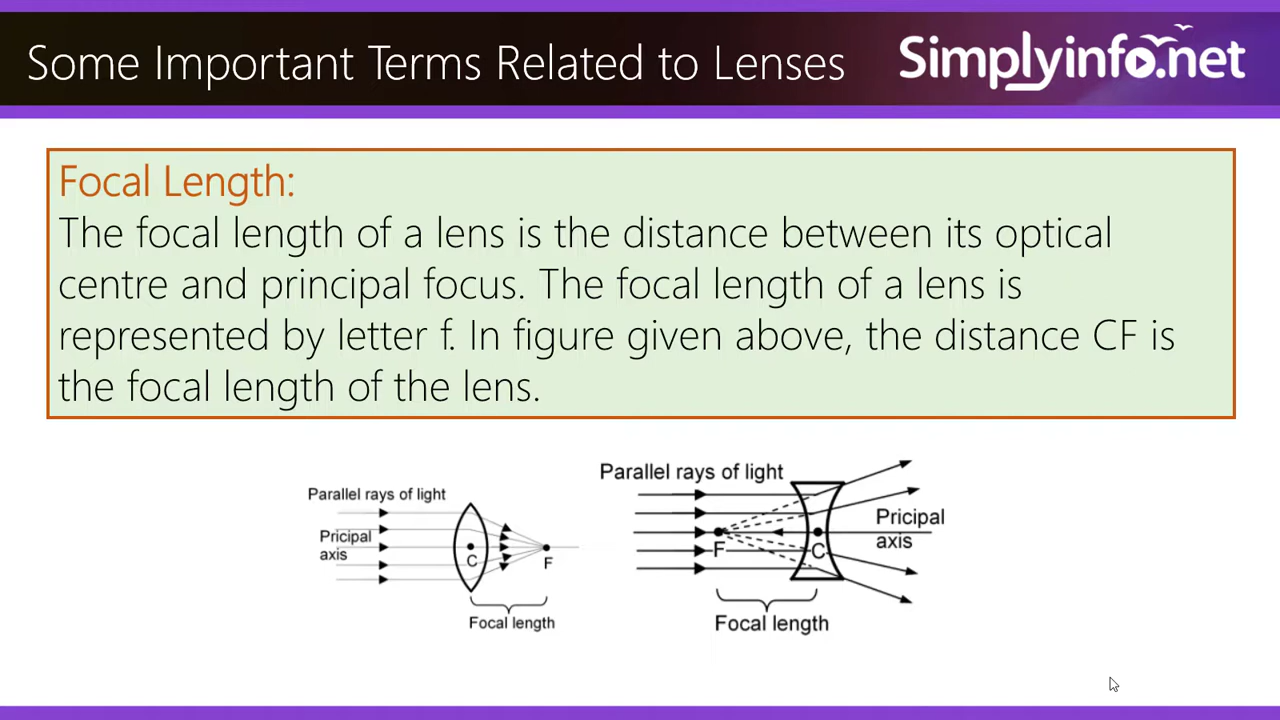 Some Important Terms Related to Lenses
Simplyinfo.net
Focal Length:
The focal length of a lens is the distance between its optical
centre and principal focus. The focal length of a lens is
represented by letter f. In figure given above, the distance CF is
the focal length of the lens.
Parallel rays of light
Pricipal
axis
C
F
Focal length
Parallel rays of light
Pricipal
axis
F
C
Focal length